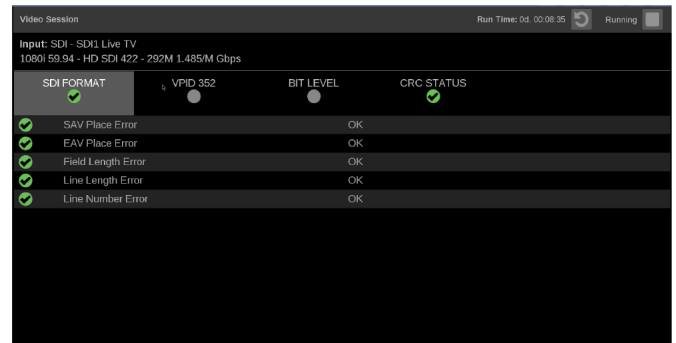 Video Session Run Time: 0d. 00:08:35 Running
Input: SDI - SDI1 Live TV
1080i 59.94 - HD SDI 422 - 292M 1.485/M Gbps
SDI FORMAT VPID 352 BIT LEVEL CRC STATUS
SAV Place Error OK
EAV Place Error OK
Field Length Error OK
Line Length Error OK
Line Number Error OK